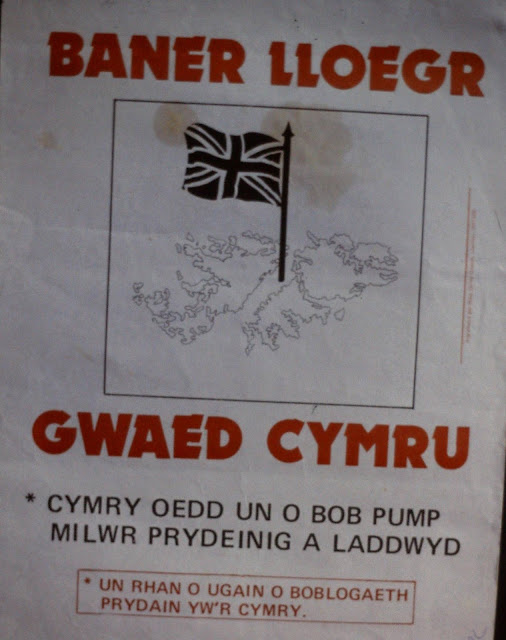 BANER LLOEGR
GWAED CYMRU
* CYMRY OEDD UN O BOB PUMP
MILWR PRYDEINIG A LADDWYD
* UN RHAN O UGAIN O BOBLOGAETH
PRYDAIN YW'R CYMRY.